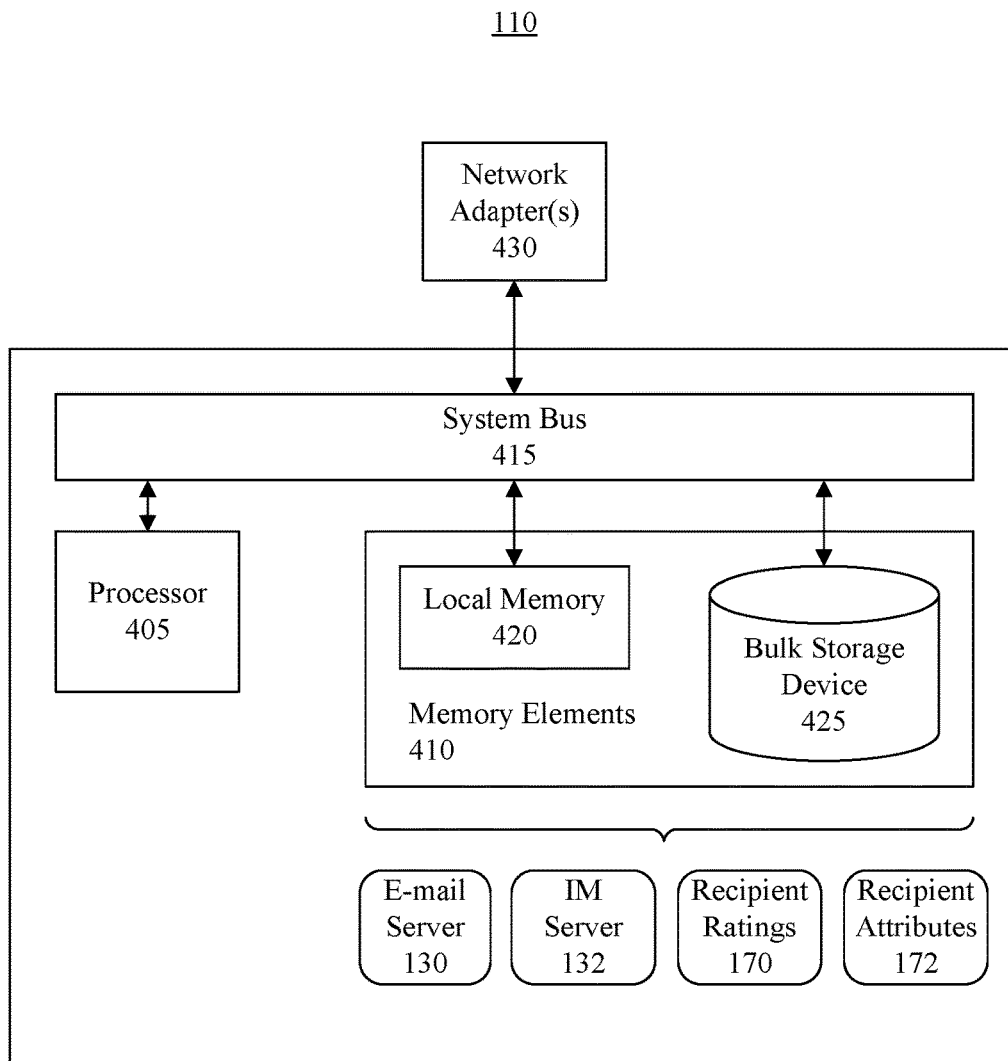 110
Network
Adapter(s)
430
System Bus
415
Processor
405
Local Memory
420
Memory Elements
410
Bulk Storage
Device
425
E-mail
Server
130
IM
Server
132
Recipient
Ratings
170
Recipient
Attributes
172